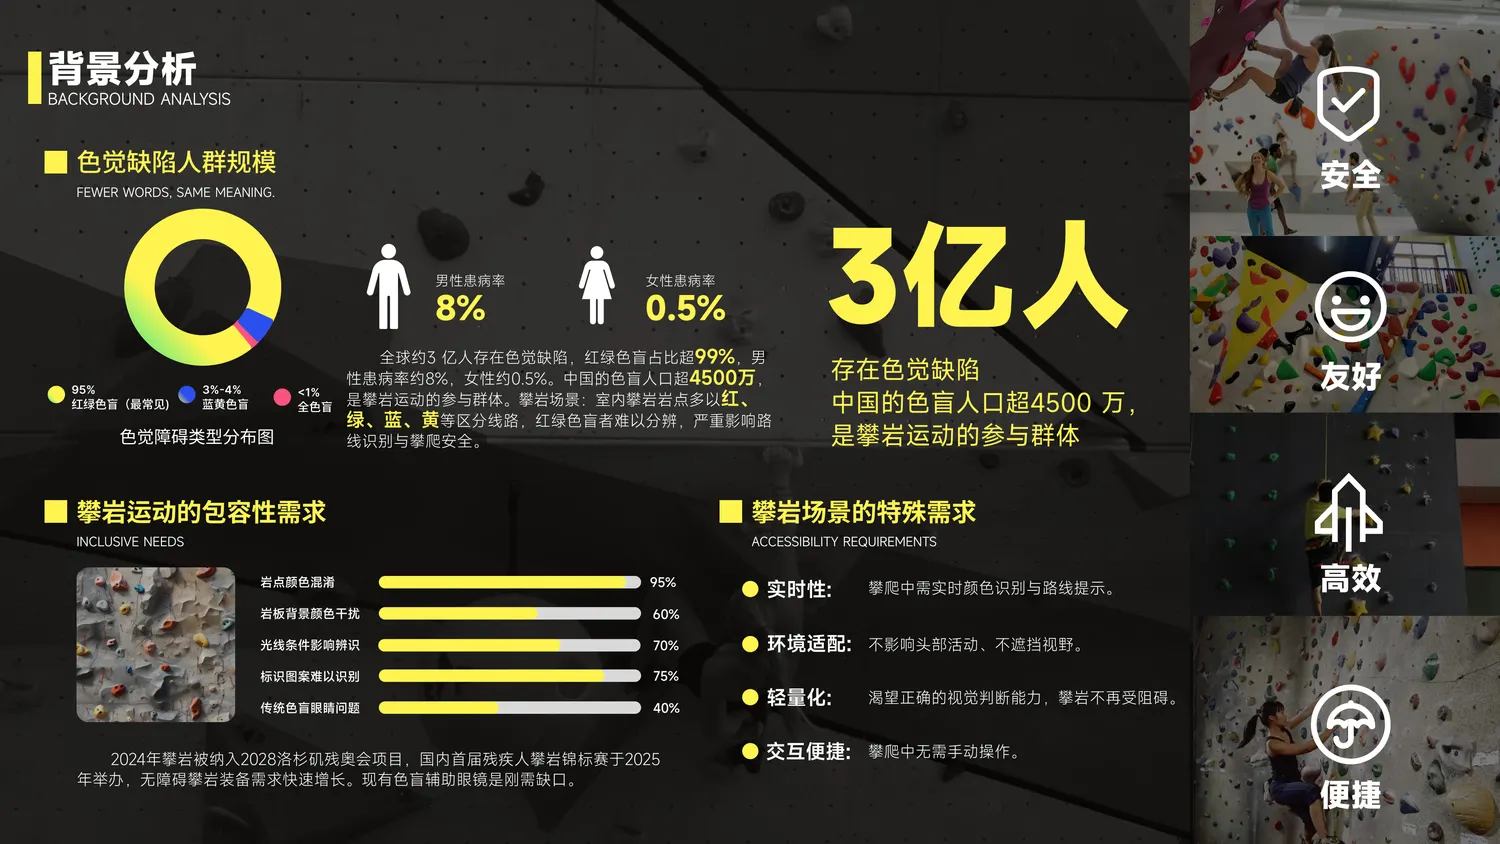 背景分析
BACKGROUND ANALYSIS
色觉缺陷人群规模
FEWER WORDS, SAME MEANING.
95%
红绿色盲（最常见）
3%-4%
蓝黄色盲
<1%
全色盲
色觉障碍类型分布图
男性患病率
8%
女性患病率
0.5%
全球约3 亿人存在色觉缺陷，红绿色盲占比超99%，男
性患病率约8%，女性约0.5%。中国的色盲人口超4500万，
是攀岩运动的参与群体。攀岩场景：室内攀岩岩点多以红、
绿、蓝、黄等区分线路，红绿色盲者难以分辨，严重影响路
线识别与攀爬安全。
3亿人
存在色觉缺陷
中国的色盲人口超4500 万，
是攀岩运动的参与群体
攀岩运动的包容性需求
INCLUSIVE NEEDS
岩点颜色混淆 95%
岩板背景颜色干扰 60%
光线条件影响辨识 70%
标识图案难以识别 75%
传统色盲眼睛问题 40%
2024年攀岩被纳入2028洛杉矶残奥会项目，国内首届残疾人攀岩锦标赛于2025
年举办，无障碍攀岩装备需求快速增长。现有色盲辅助眼镜是刚需缺口。
攀岩场景的特殊需求
ACCESSIBILITY REQUIREMENTS
实时性: 攀爬中需实时颜色识别与路线提示。
环境适配: 不影响头部活动、不遮挡视野。
轻量化: 渴望正确的视觉判断能力，攀岩不再受阻碍。
交互便捷: 攀爬中无需手动操作。
安全
友好
高效
便捷